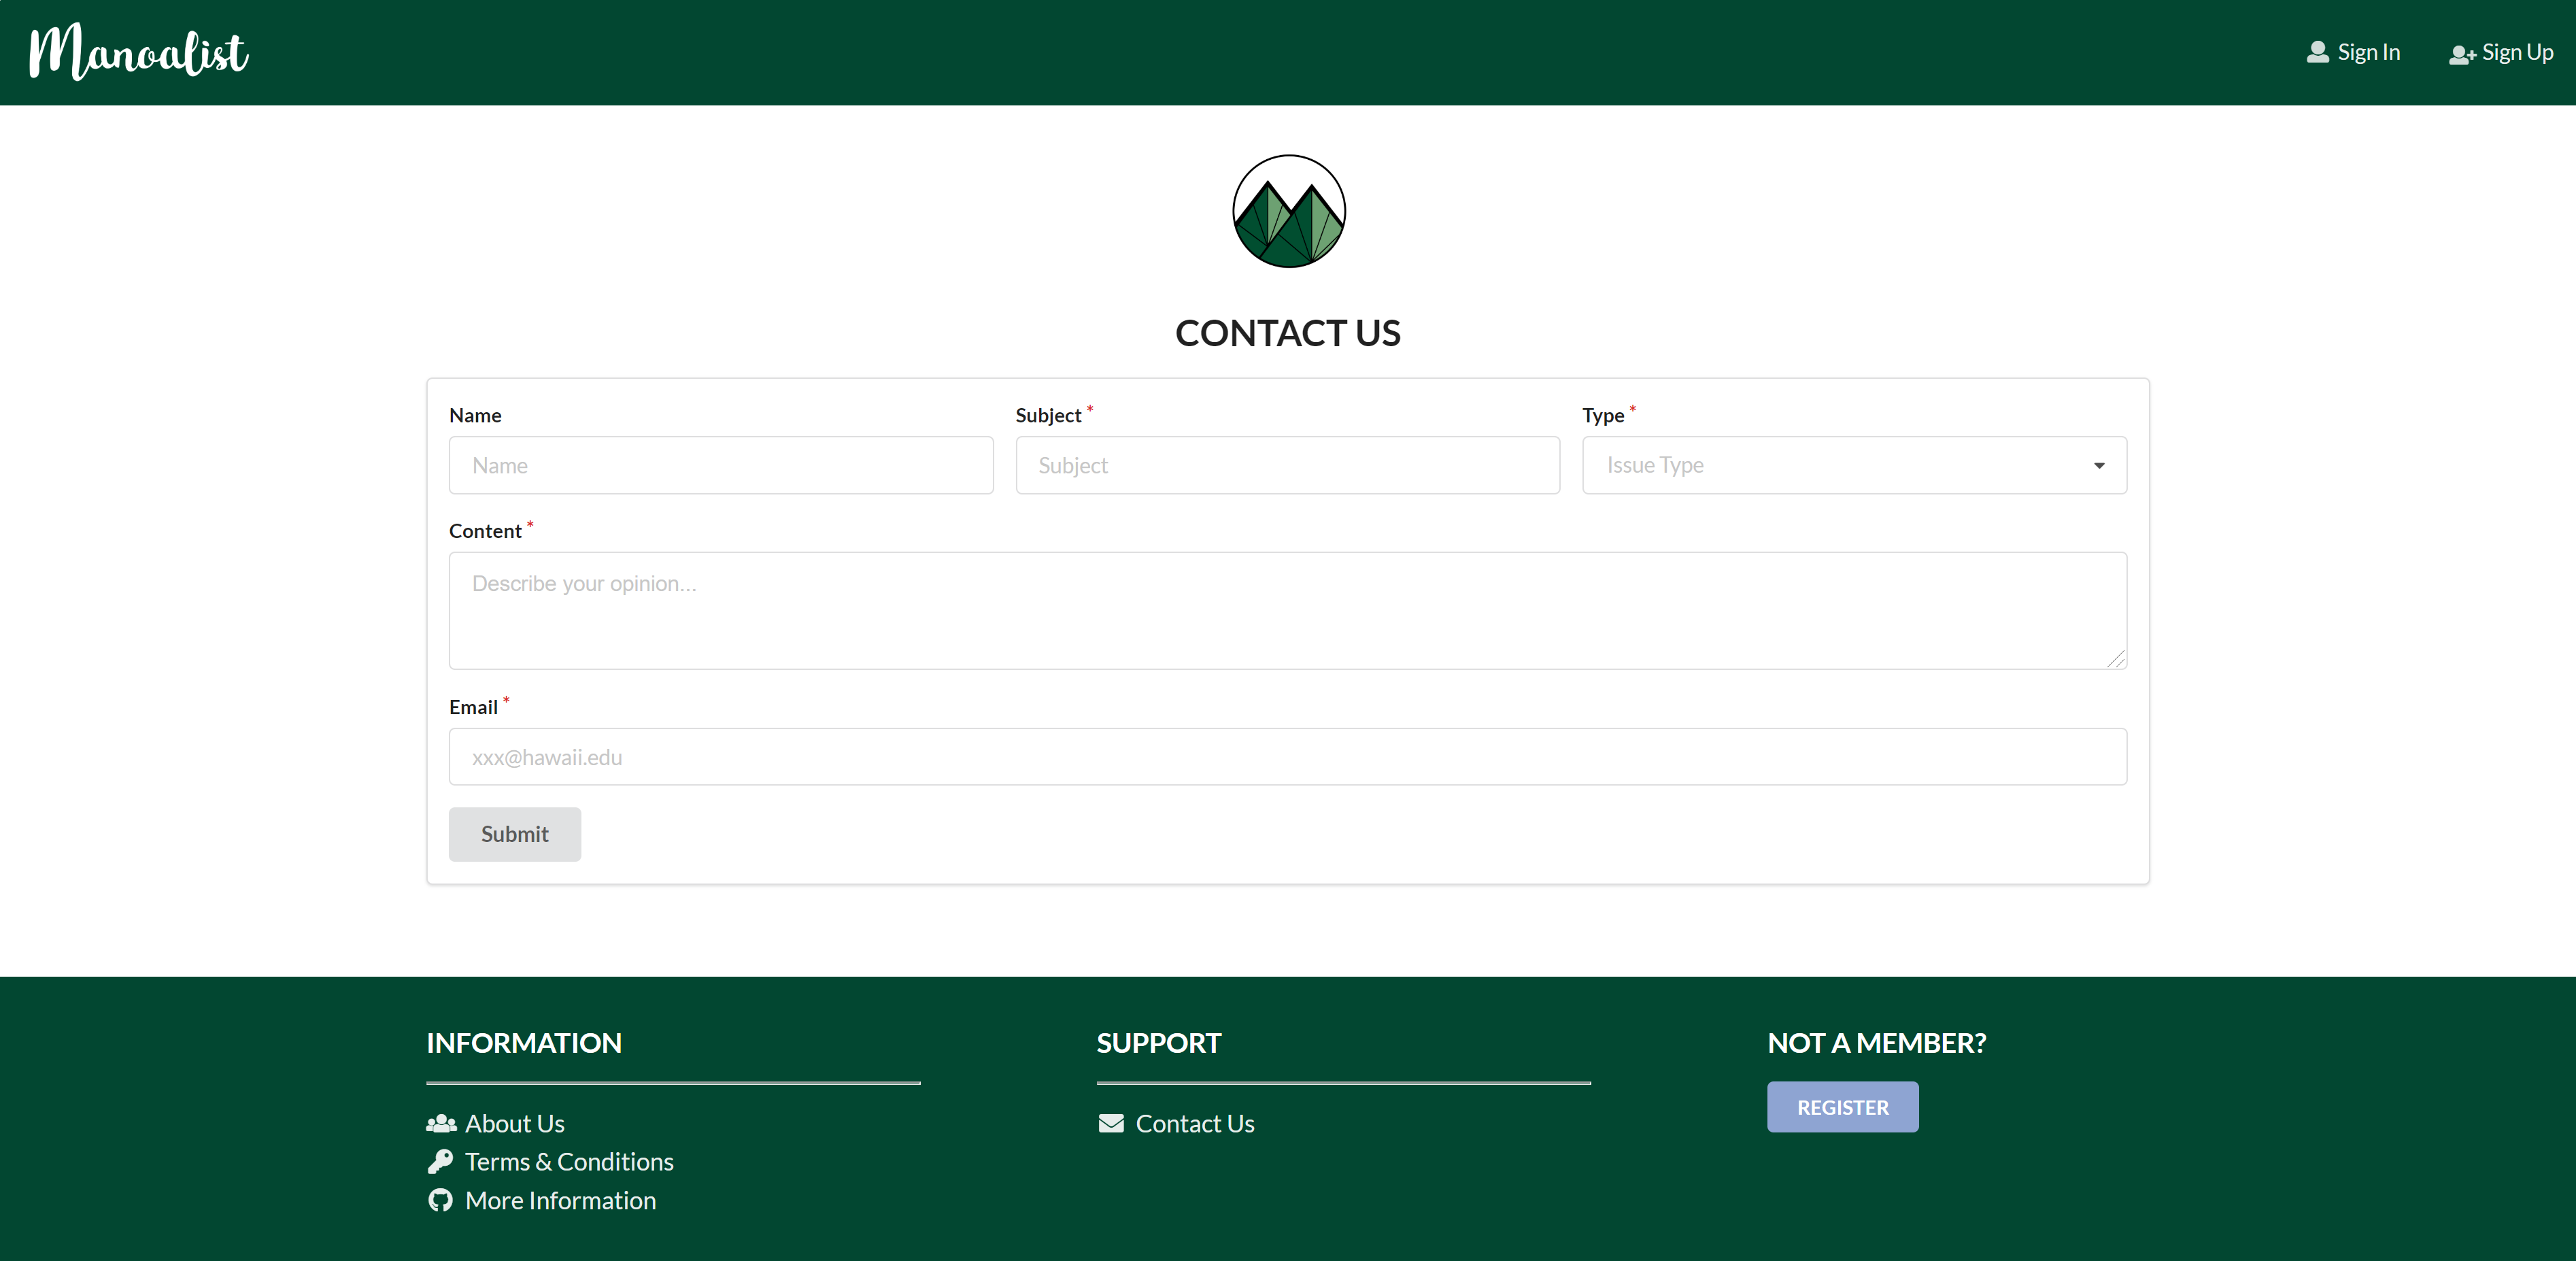 Manoalist
Sign In
Sign Up
CONTACT US
Name
Subject *
Type *
Name
Subject
Issue Type
Content *
Describe your opinion...
Email *
xxx@hawaii.edu
Submit
INFORMATION
About Us
Terms & Conditions
More Information
SUPPORT
Contact Us
NOT A MEMBER?
REGISTER